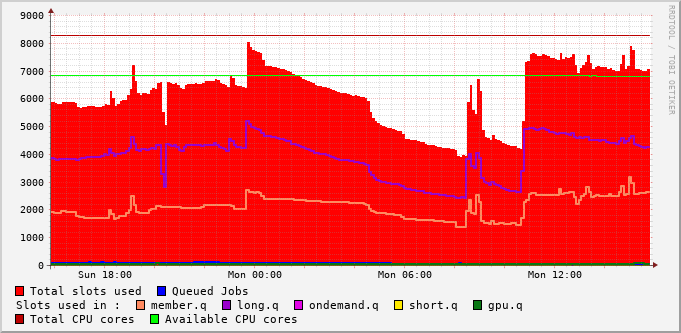 9000
8000
7000
6000
5000
4000
3000
2000
1000
0
Sun 18:00 Mon 00:00 Mon 06:00 Mon 12:00
Total slots used Queued Jobs
Slots used in : member.q long.q ondemand.q short.q gpu.q
Total CPU cores Available CPU cores
RRDTOOL / TOBI OETIKER